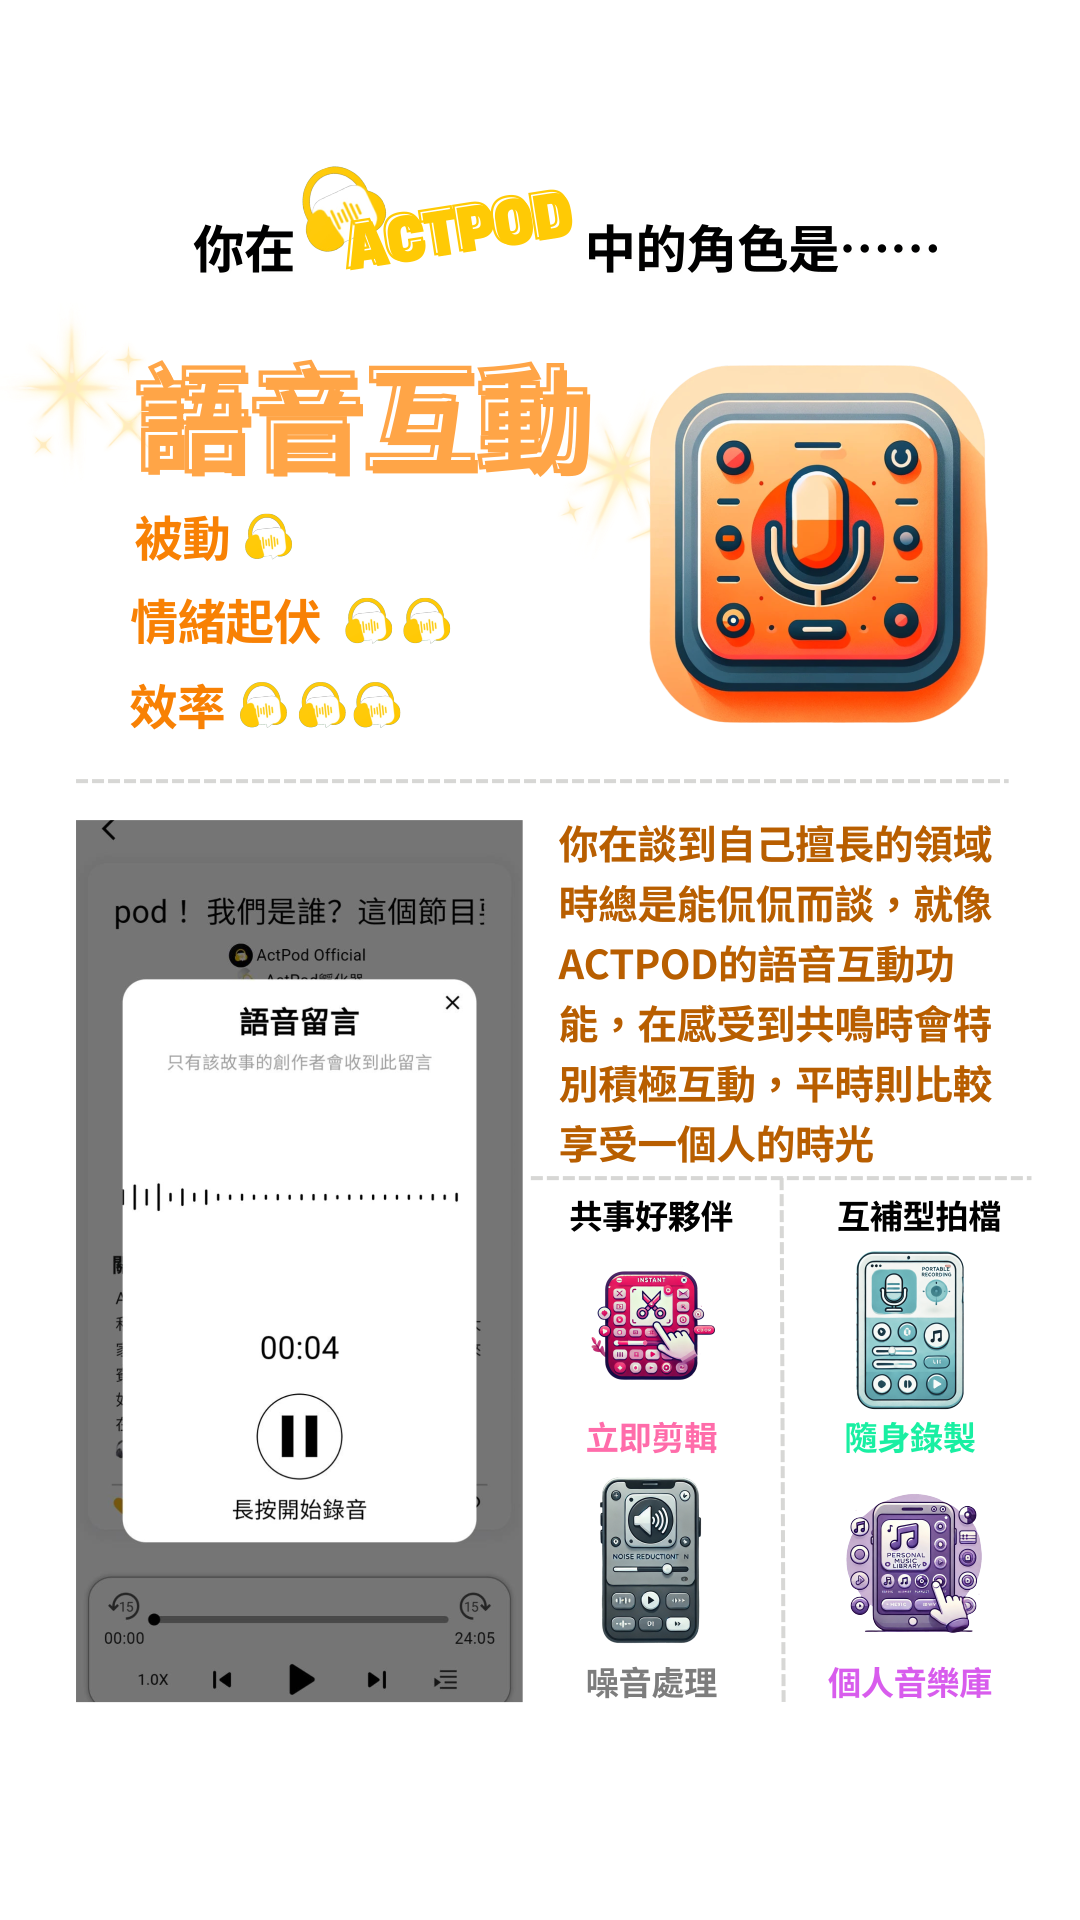 你在 ACTPOD 中的角色是……
語音互動
被動
情緒起伏
效率
pod！ 我們是誰？這個節目
ActPod Official
ActPod孵化器
語音留言
只有該故事的創作者會收到此留言
00:04
長按開始錄音
15
15
00:00
24:05
1.0X
你在談到自己擅長的領域
時總是能侃侃而談，就像
ACTPOD的語音互動功
能，在感受到共鳴時會特
別積極互動，平時則比較
享受一個人的時光
共事好夥伴
INSTANT
立即剪輯
NOISE REDUCTIONT N
噪音處理
互補型拍檔
PORTABLE
RECORDING
隨身錄製
PERSONAL
MUSIC
LIBRARY
個人音樂庫